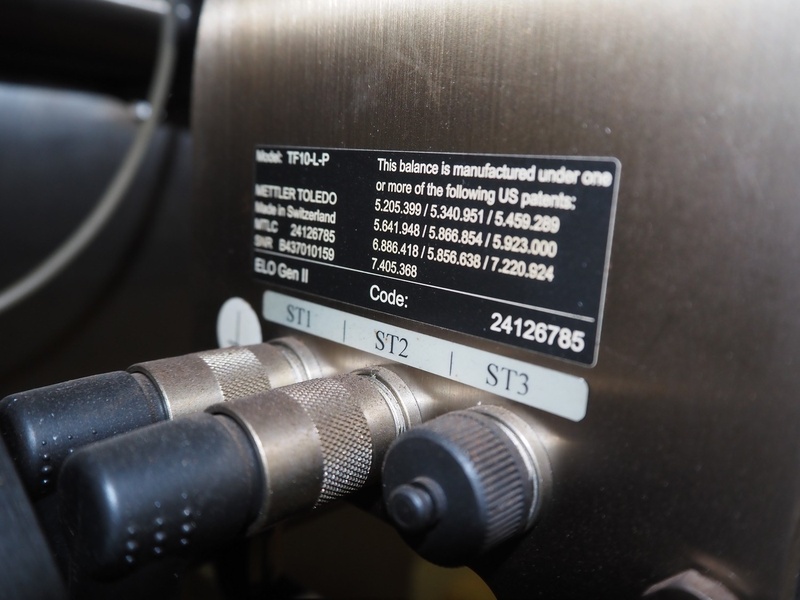 Model: TF10-L-P
METTLER TOLEDO
Made in Switzerland
MTLC 24126785
SNR B437010159
ELO Gen II
This balance is manufactured under one
or more of the following US patents:
5.205.399 / 5.340.951 / 5.459.289
5.641.948 / 5.866.854 / 5.923.000
6.886.418 / 5.856.638 / 7.220.924
7.405.368
Code: 24126785
ST1 | ST2 | ST3